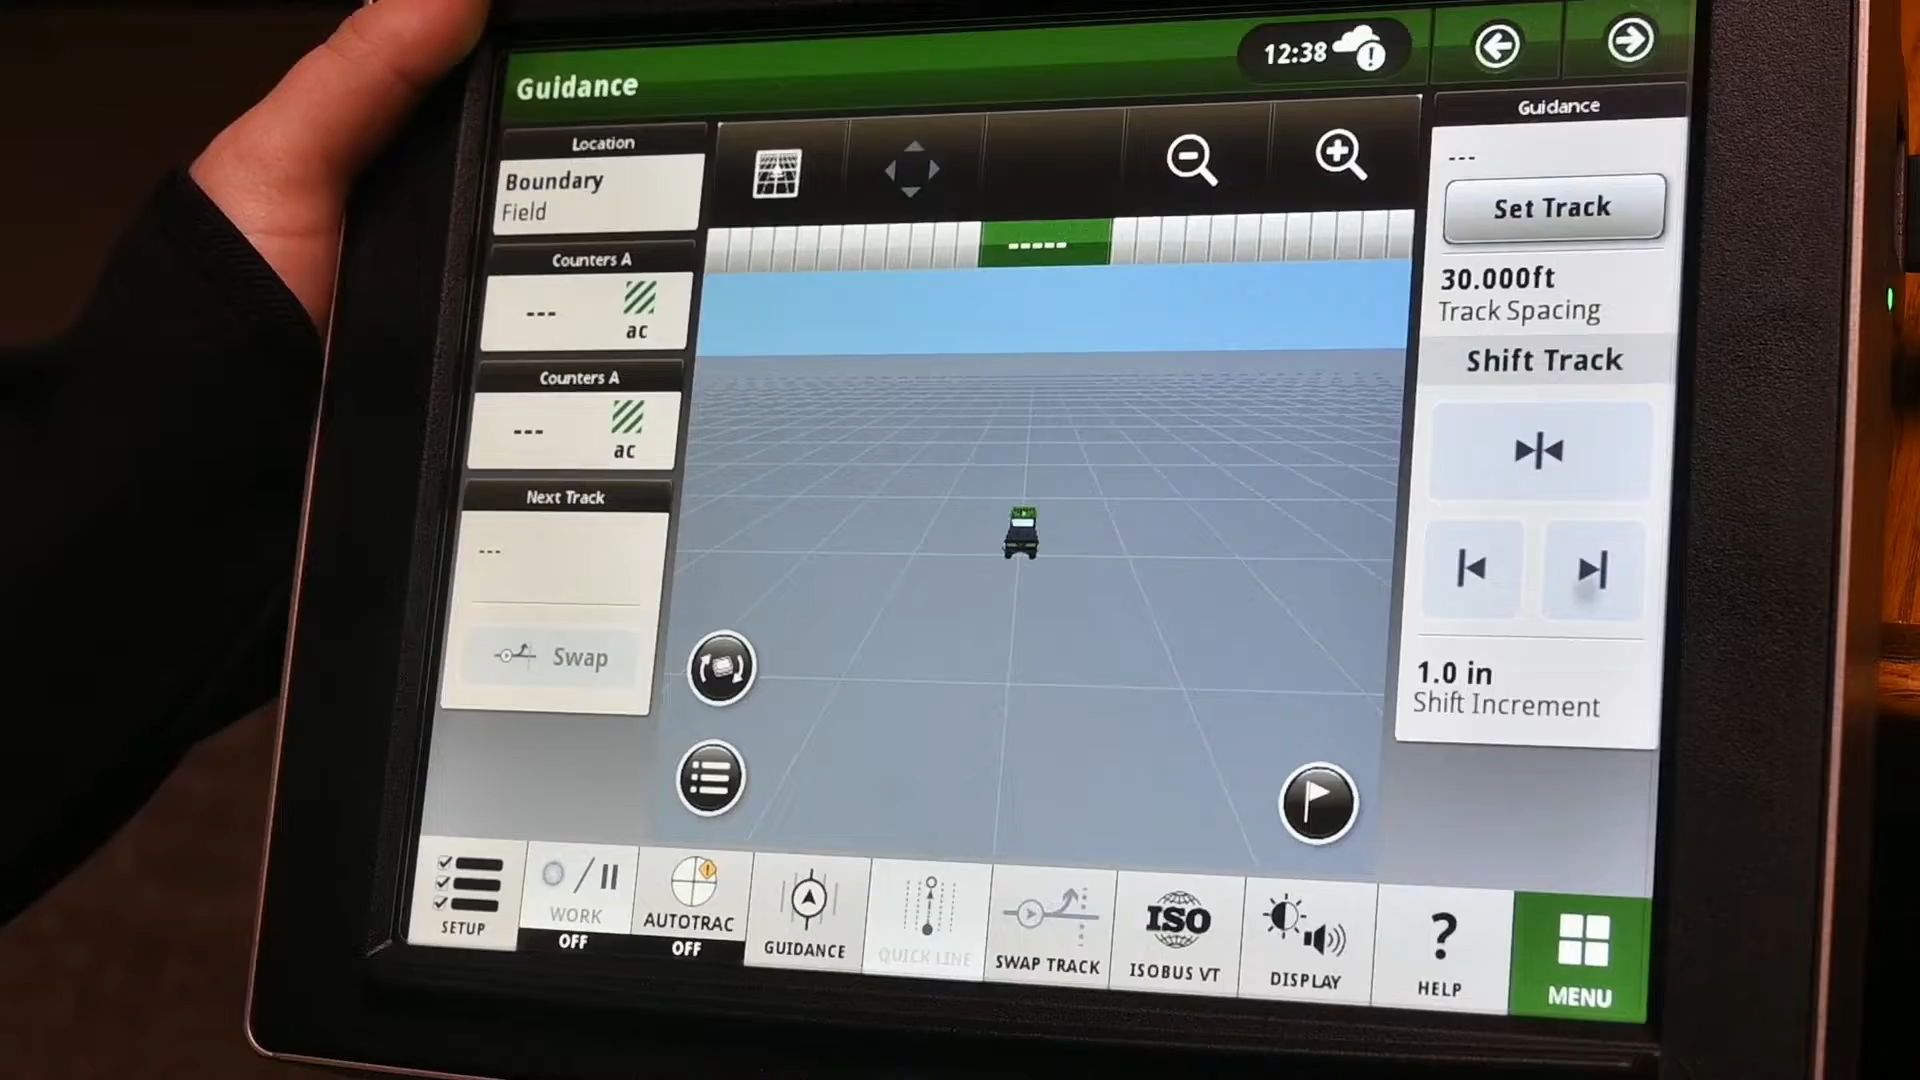 Guidance
12:38
Guidance
Location
Boundary
Field
Counters A
---
ac
Counters A
---
ac
Next Track
---
Swap
-----
---
Set Track
30.000ft
Track Spacing
Shift Track
1.0 in
Shift Increment
SETUP
WORK
OFF
AUTOTRAC
OFF
GUIDANCE
QUICK LINE
SWAP TRACK
ISO
ISOBUS VT
DISPLAY
?
HELP
MENU